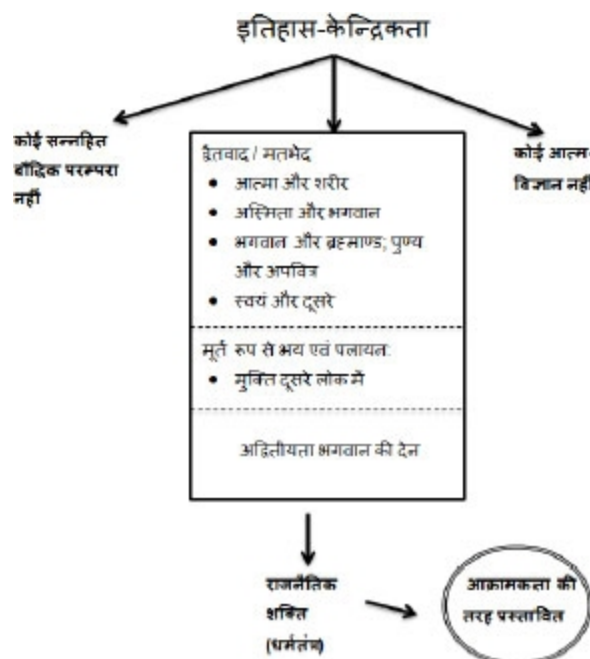 इतिहास-केन्द्रिकता
कोई सन्नहित
बौद्धिक परम्परा
नहीं
द्वैतवाद / मतभेद
● आत्मा और शरीर
● अस्मिता और भगवान
● भगवान और ब्रह्माण्ड; पुण्य
और अपवित्र
● स्वयं और दूसरे
मूर्त रूप से भय एवं पलायन:
● मुक्ति दूसरे लोक में
अद्वितीयता भगवान की देन
कोई आत्म-
विज्ञान नहीं
राजनैतिक
शक्ति
(धर्मतंत्र)
आक्रामकता की
तरह प्रस्तावित